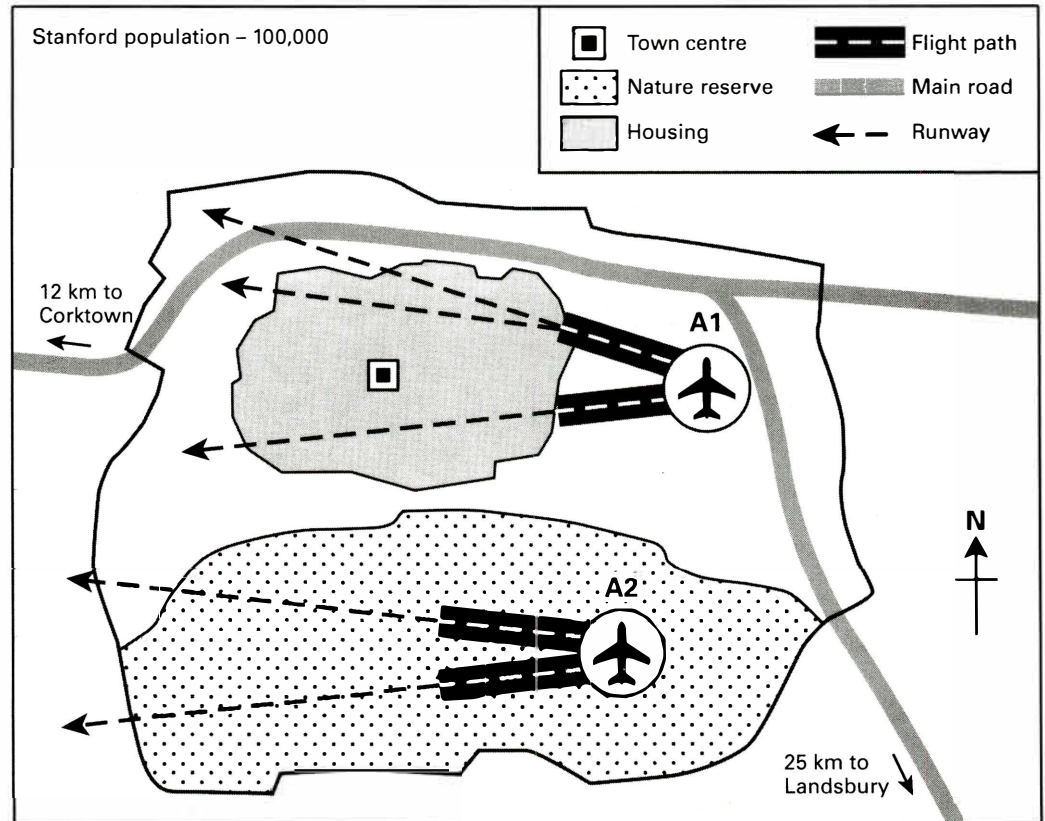 Stanford population – 100,000
Town centre
Flight path
Nature reserve
Main road
Housing
Runway
12 km to
Corktown
A1
N
A2
25 km to
Landsbury